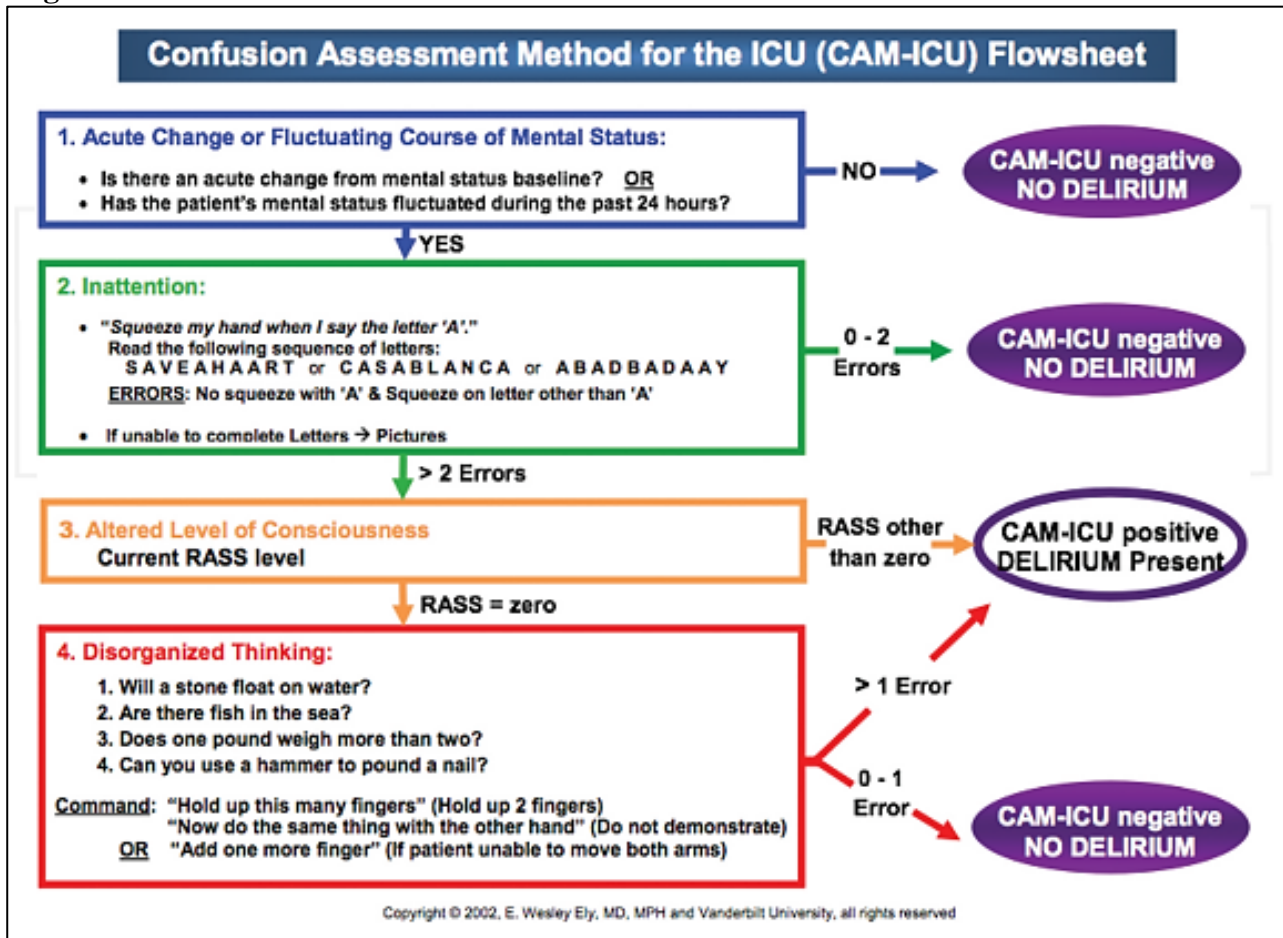 Confusion Assessment Method for the ICU (CAM-ICU) Flowsheet
1. Acute Change or Fluctuating Course of Mental Status:
• Is there an acute change from mental status baseline? OR
• Has the patient's mental status fluctuated during the past 24 hours?
NO
CAM-ICU negative
NO DELIRIUM
YES
2. Inattention:
• "Squeeze my hand when I say the letter 'A'."
Read the following sequence of letters:
S A V E A H A A R T or C A S A B L A N C A or A B A D B A D A A Y
ERRORS: No squeeze with 'A' & Squeeze on letter other than 'A'
• If unable to complete Letters → Pictures
0 - 2
Errors
CAM-ICU negative
NO DELIRIUM
> 2 Errors
3. Altered Level of Consciousness
Current RASS level
RASS other
than zero
CAM-ICU positive
DELIRIUM Present
RASS = zero
4. Disorganized Thinking:
1. Will a stone float on water?
2. Are there fish in the sea?
3. Does one pound weigh more than two?
4. Can you use a hammer to pound a nail?
Command: "Hold up this many fingers" (Hold up 2 fingers)
"Now do the same thing with the other hand" (Do not demonstrate)
OR "Add one more finger" (If patient unable to move both arms)
> 1 Error
0 - 1
Error
CAM-ICU negative
NO DELIRIUM
Copyright © 2002, E. Wesley Ely, MD, MPH and Vanderbilt University, all rights reserved